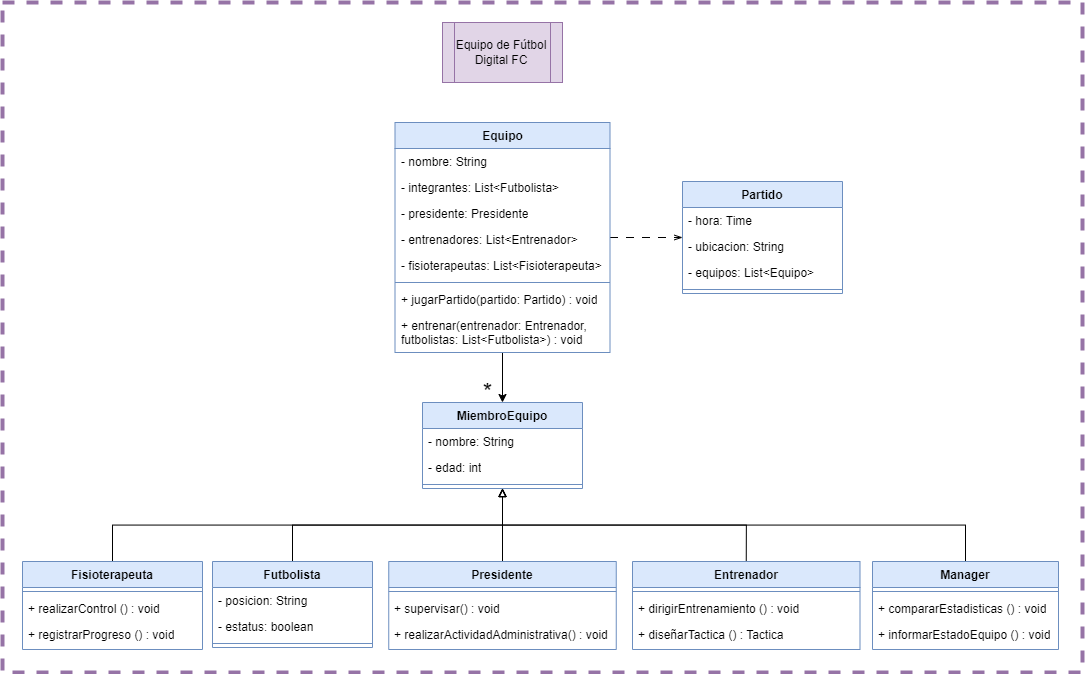 Equipo de Fútbol
Digital FC
Equipo
- nombre: String
- integrantes: List<Futbolista>
- presidente: Presidente
- entrenadores: List<Entrenador>
- fisioterapeutas: List<Fisioterapeuta>
+ jugarPartido(partido: Partido) : void
+ entrenar(entrenador: Entrenador,
futbolistas: List<Futbolista>) : void
Partido
- hora: Time
- ubicacion: String
- equipos: List<Equipo>
*
MiembroEquipo
- nombre: String
- edad: int
Fisioterapeuta
+ realizarControl () : void
+ registrarProgreso () : void
Futbolista
- posicion: String
- estatus: boolean
Presidente
+ supervisar() : void
+ realizarActividadAdministrativa() : void
Entrenador
+ dirigirEntrenamiento () : void
+ diseñarTactica () : Tactica
Manager
+ compararEstadisticas () : void
+ informarEstadoEquipo () : void